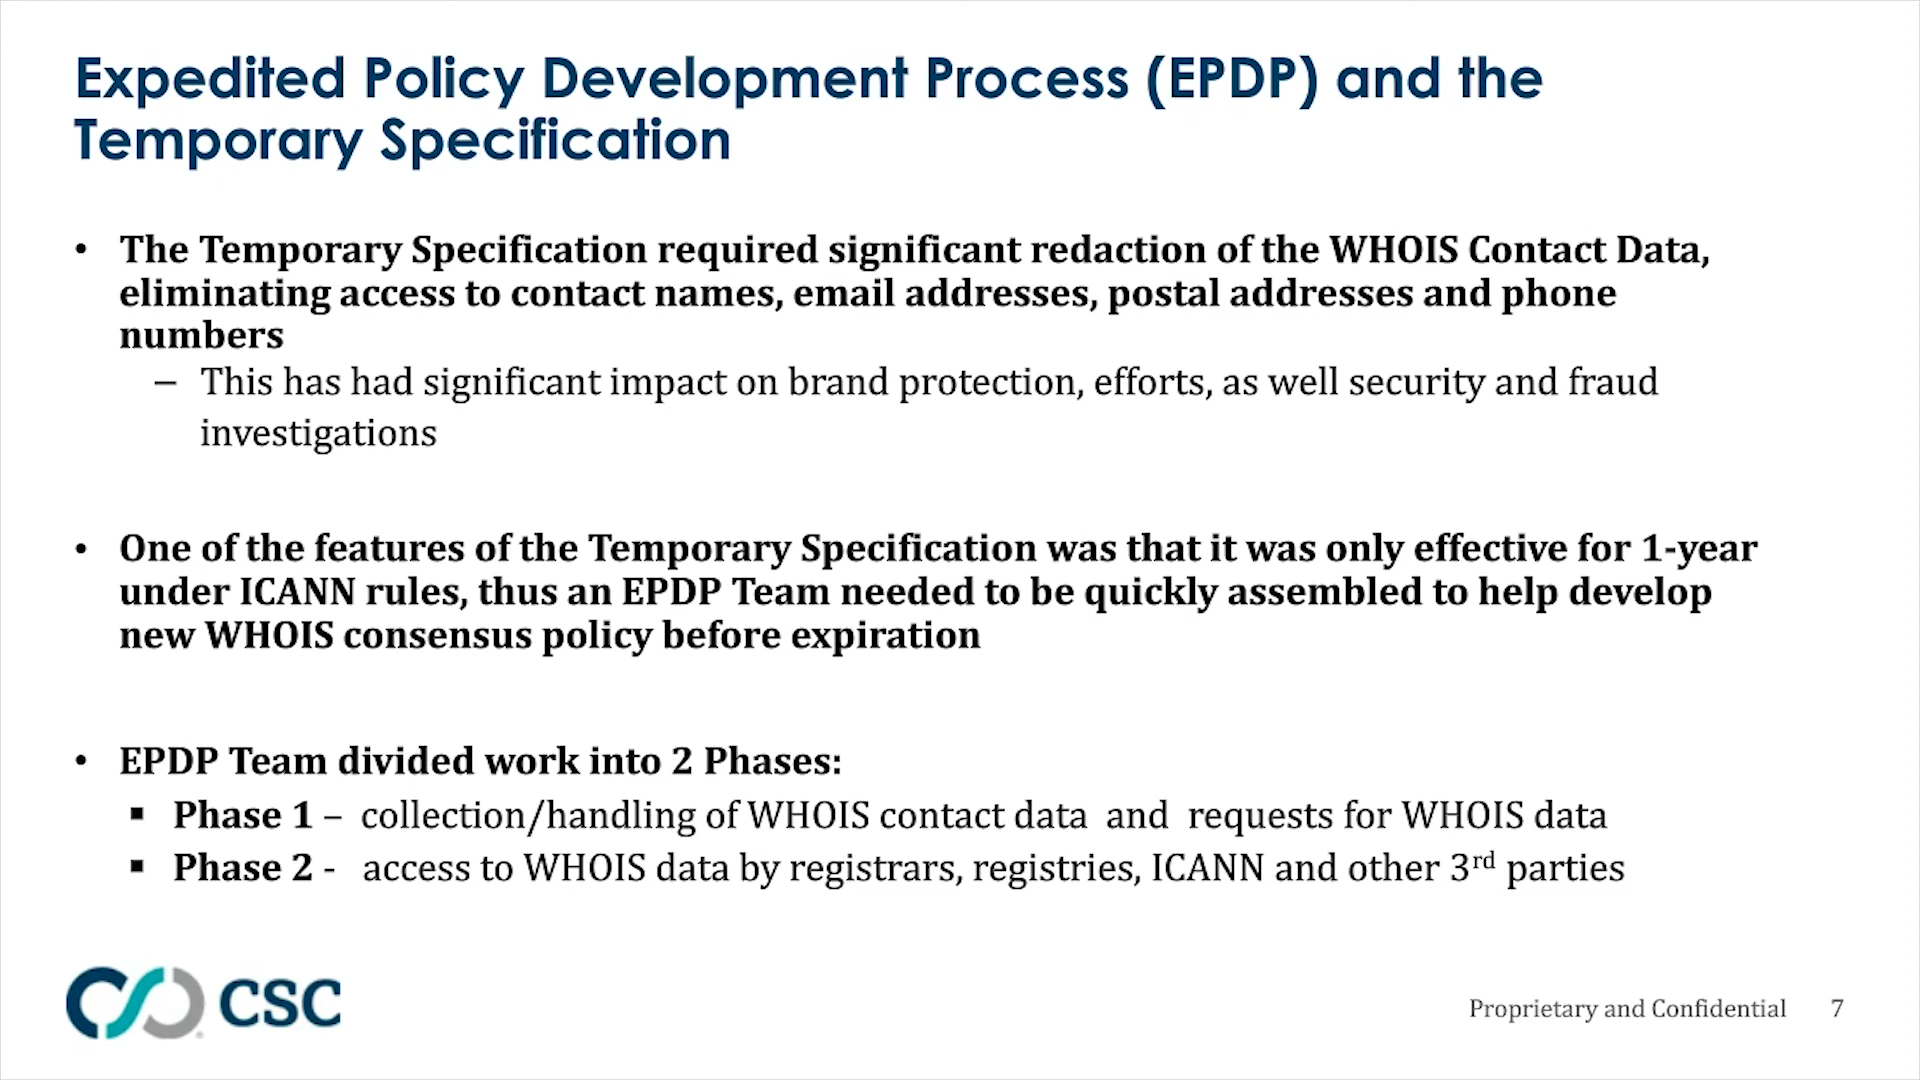 Expedited Policy Development Process (EPDP) and the
Temporary Specification
• The Temporary Specification required significant redaction of the WHOIS Contact Data,
eliminating access to contact names, email addresses, postal addresses and phone
numbers
– This has had significant impact on brand protection, efforts, as well security and fraud
investigations
• One of the features of the Temporary Specification was that it was only effective for 1-year
under ICANN rules, thus an EPDP Team needed to be quickly assembled to help develop
new WHOIS consensus policy before expiration
• EPDP Team divided work into 2 Phases:
▪ Phase 1 – collection/handling of WHOIS contact data and requests for WHOIS data
▪ Phase 2 - access to WHOIS data by registrars, registries, ICANN and other 3rd parties
CSC
Proprietary and Confidential 7